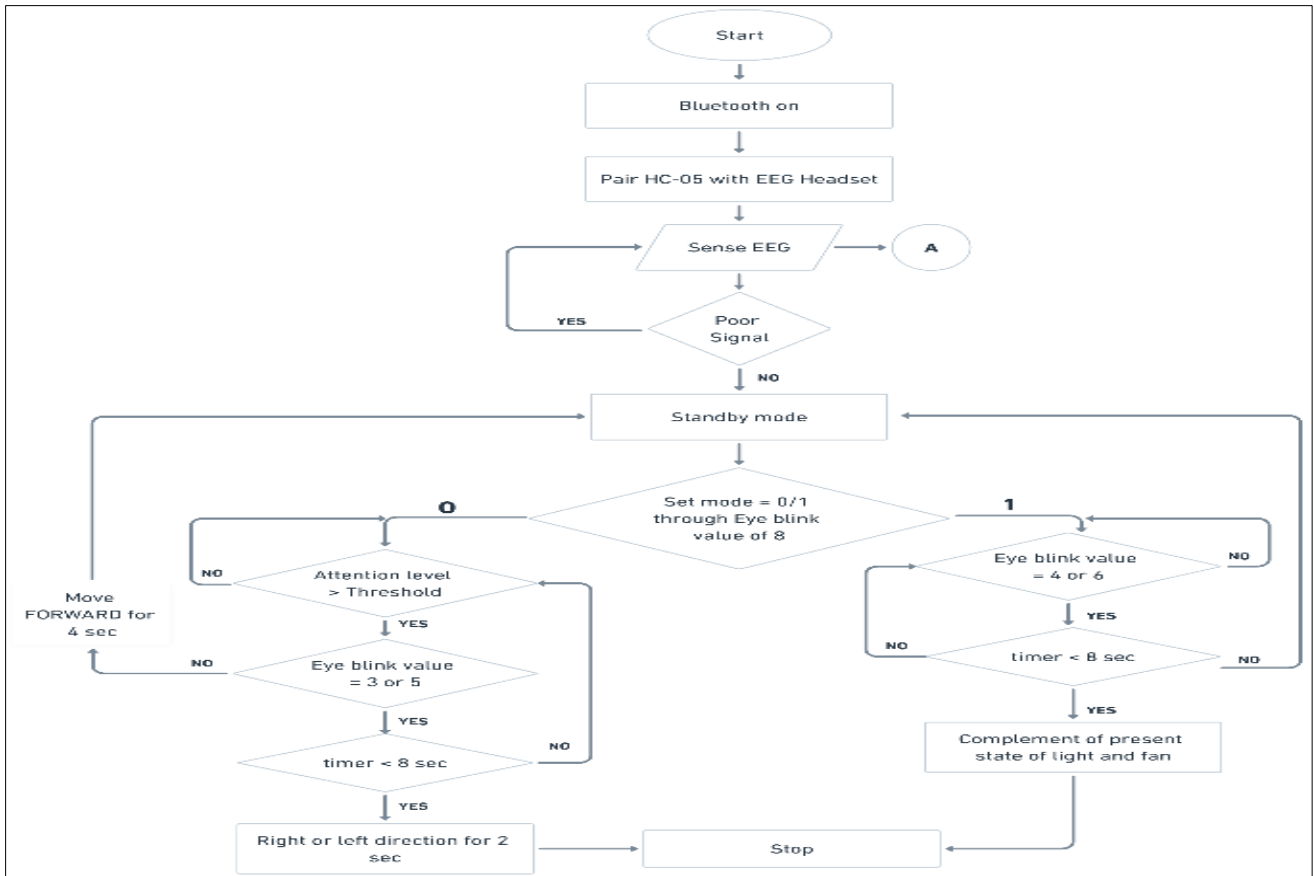 Start
Bluetooth on
Pair HC-05 with EEG Headset
Sense EEG
A
YES
Poor
Signal
NO
Standby mode
0
Set mode = 0/1
through Eye blink
value of 8
1
NO
Attention level
> Threshold
YES
Move
FORWARD for
4 sec
NO
Eye blink value
= 3 or 5
YES
NO
timer < 8 sec
YES
Right or left direction for 2
sec
Eye blink value
= 4 or 6
NO
YES
NO
timer < 8 sec
NO
YES
Complement of present
state of light and fan
Stop